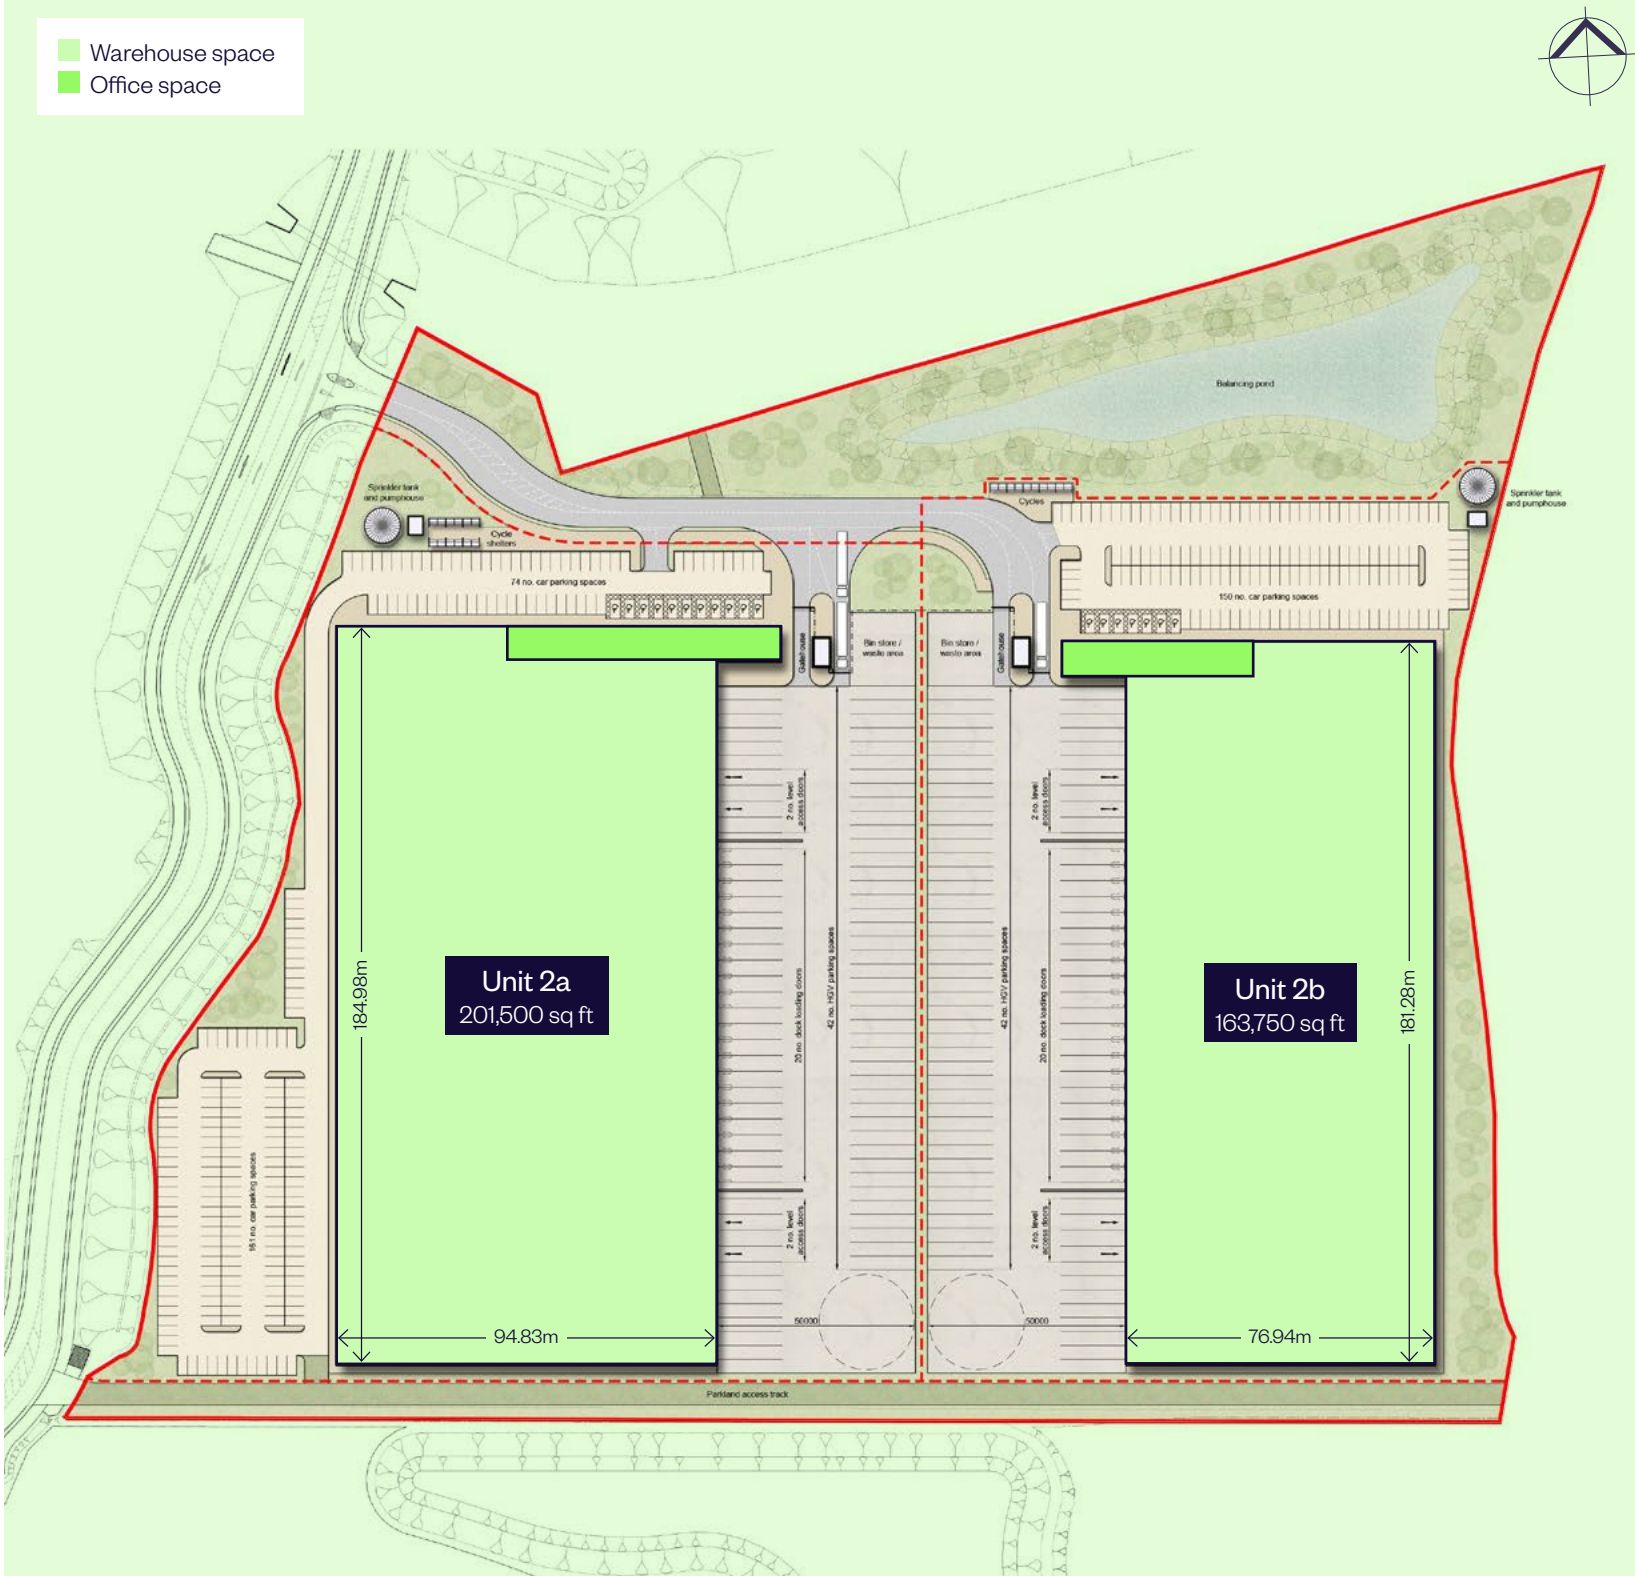 Warehouse space
Office space
Balancing pond
Sprinkler tank
and pumphouse
Sprinkler tank
and pumphouse
Cycles
Cycle
shelters
74 no. car parking spaces
150 no. car parking spaces
Gatehouse
Bin store /
waste area
Bin store /
waste area
Gatehouse
2 no. level
access doors
2 no. level
access doors
184.98m
Unit 2a
201,500 sq ft
20 no. dock loading doors
42 no. HGV parking spaces
42 no. HGV parking spaces
20 no. dock loading doors
Unit 2b
163,750 sq ft
181.28m
161 no. car parking spaces
2 no. level
access doors
2 no. level
access doors
50000
50000
94.83m
76.94m
Parkland access track